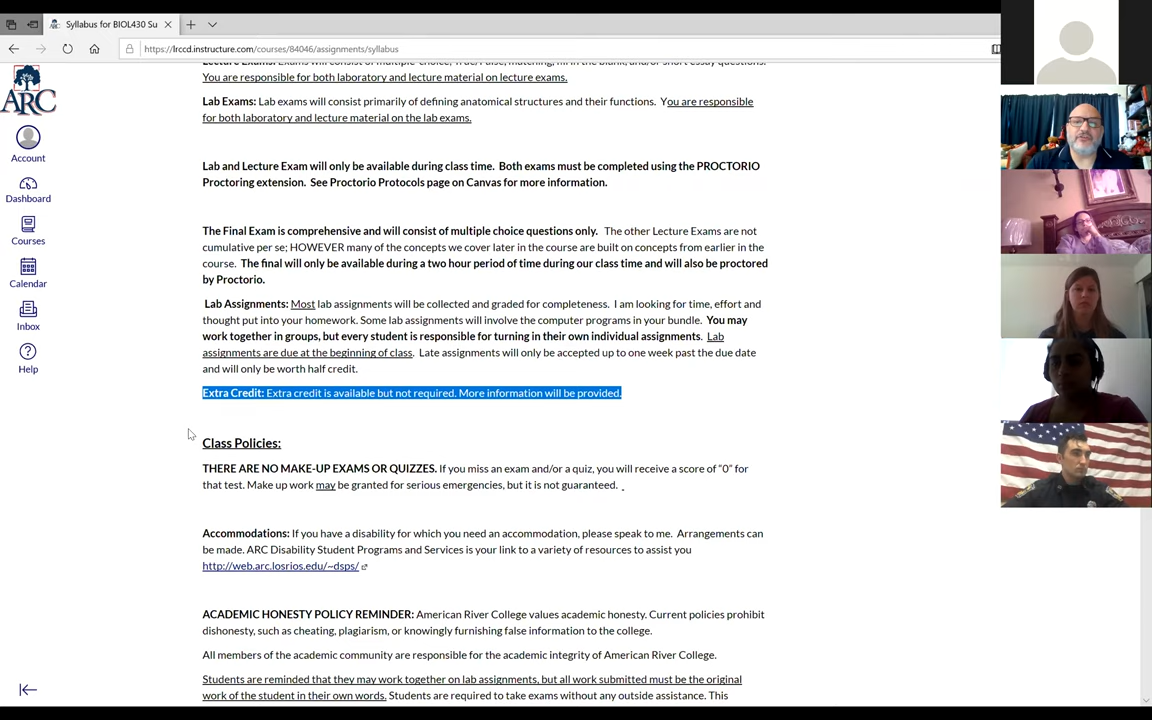 Syllabus for BIOL430 Su
https://lrccd.instructure.com/courses/84046/assignments/syllabus
ARC
Account
Dashboard
Courses
Calendar
Inbox
Help
Lecture Exams: Exams will consist of multiple-choice, True/False, matching, fill in the blank, and/or short essay questions.
You are responsible for both laboratory and lecture material on lecture exams.
Lab Exams: Lab exams will consist primarily of defining anatomical structures and their functions. You are responsible
for both laboratory and lecture material on the lab exams.
Lab and Lecture Exam will only be available during class time. Both exams must be completed using the PROCTORIO
Proctoring extension. See Proctorio Protocols page on Canvas for more information.
The Final Exam is comprehensive and will consist of multiple choice questions only. The other Lecture Exams are not
cumulative per se; HOWEVER many of the concepts we cover later in the course are built on concepts from earlier in the
course. The final will only be available during a two hour period of time during our class time and will also be proctored
by Proctorio.
Lab Assignments: Most lab assignments will be collected and graded for completeness. I am looking for time, effort and
thought put into your homework. Some lab assignments will involve the computer programs in your bundle. You may
work together in groups, but every student is responsible for turning in their own individual assignments. Lab
assignments are due at the beginning of class. Late assignments will only be accepted up to one week past the due date
and will only be worth half credit.
Extra Credit: Extra credit is available but not required. More information will be provided.
Class Policies:
THERE ARE NO MAKE-UP EXAMS OR QUIZZES. If you miss an exam and/or a quiz, you will receive a score of "0" for
that test. Make up work may be granted for serious emergencies, but it is not guaranteed. .
Accommodations: If you have a disability for which you need an accommodation, please speak to me. Arrangements can
be made. ARC Disability Student Programs and Services is your link to a variety of resources to assist you
http://web.arc.losrios.edu/~dsps/
ACADEMIC HONESTY POLICY REMINDER: American River College values academic honesty. Current policies prohibit
dishonesty, such as cheating, plagiarism, or knowingly furnishing false information to the college.
All members of the academic community are responsible for the academic integrity of American River College.
Students are reminded that they may work together on lab assignments, but all work submitted must be the original
work of the student in their own words. Students are required to take exams without any outside assistance. This